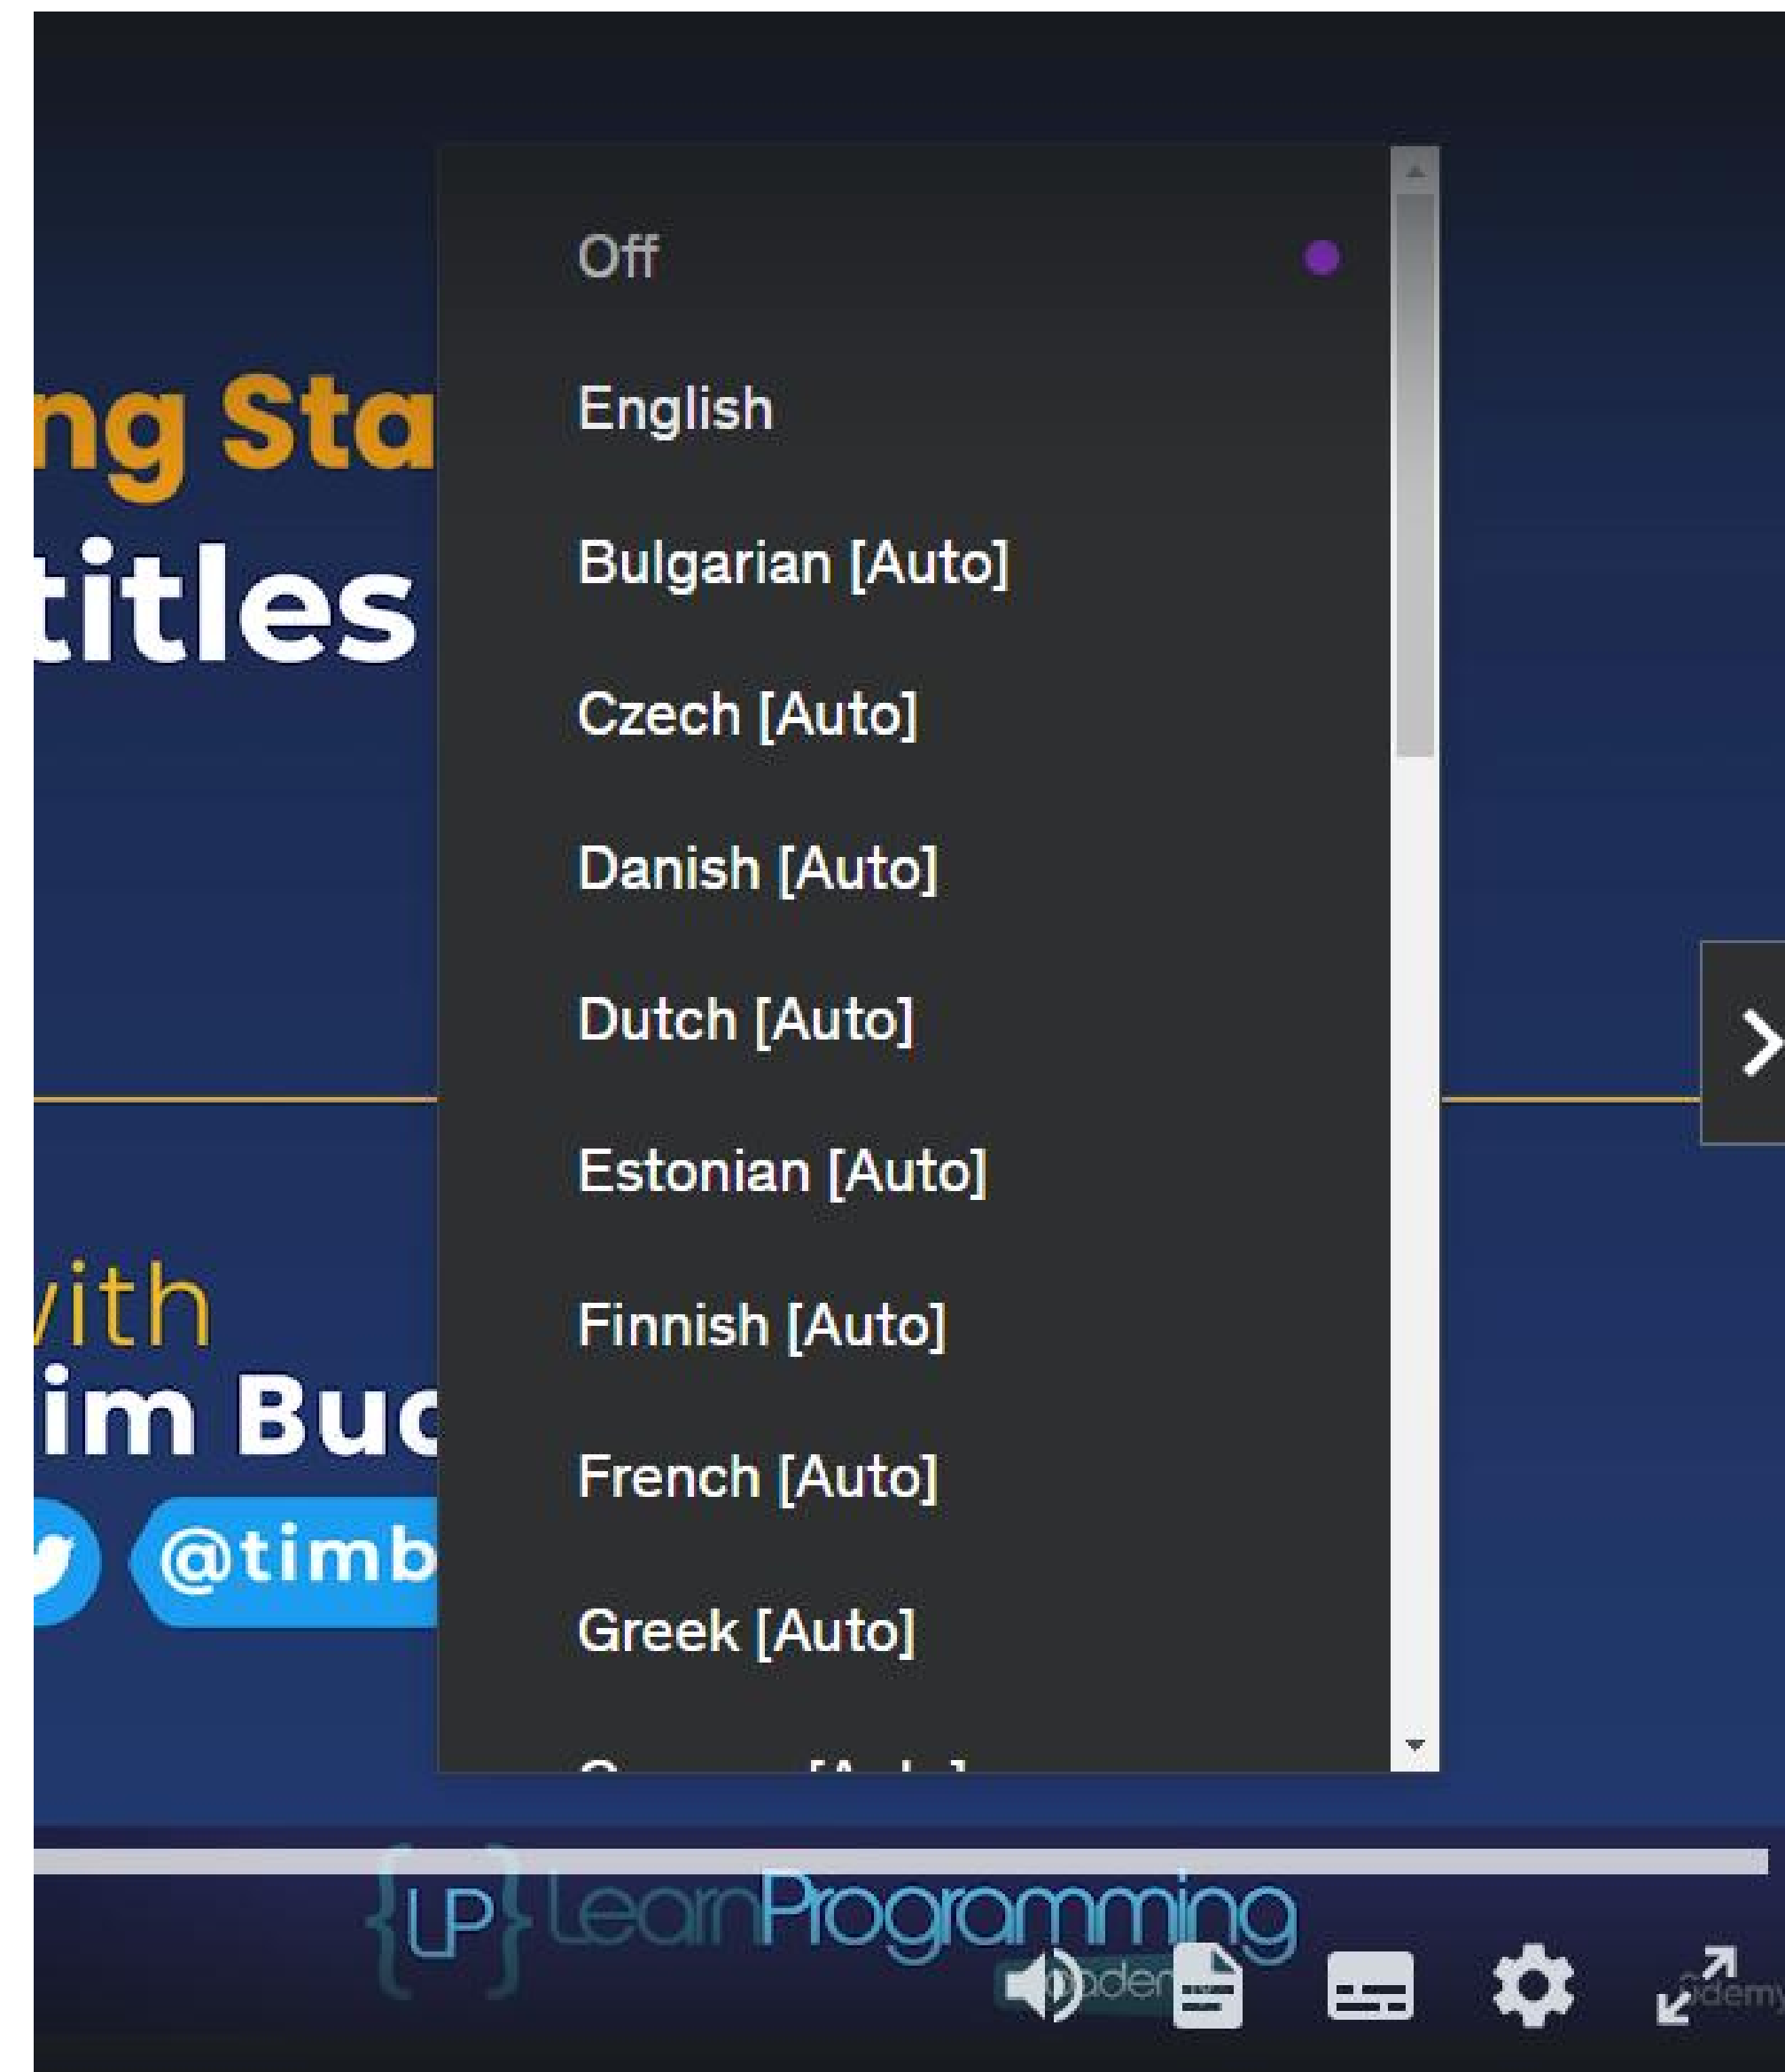 ng Sta
titles
with
im Buc
@timb
Off
English
Bulgarian [Auto]
Czech [Auto]
Danish [Auto]
Dutch [Auto]
Estonian [Auto]
Finnish [Auto]
French [Auto]
Greek [Auto]
{LP} LearnProgramming